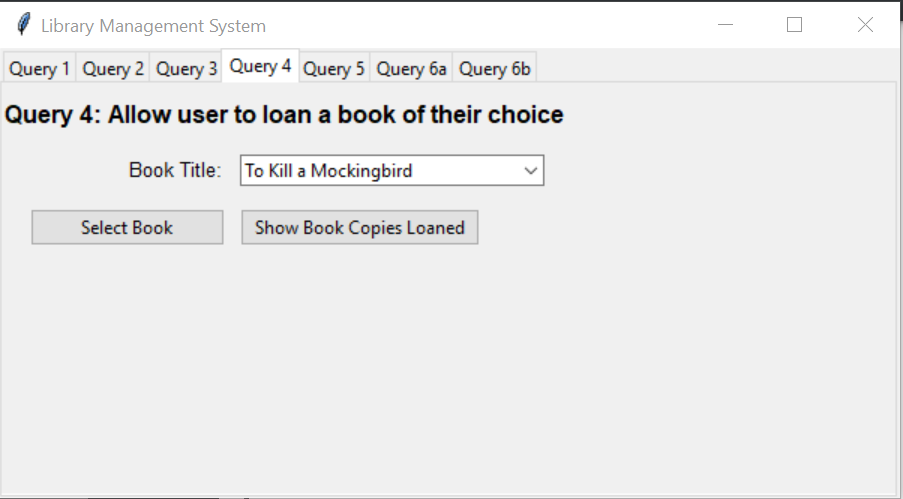 Library Management System
Query 1 Query 2 Query 3 Query 4 Query 5 Query 6a Query 6b
Query 4: Allow user to loan a book of their choice
Book Title: To Kill a Mockingbird
Select Book Show Book Copies Loaned